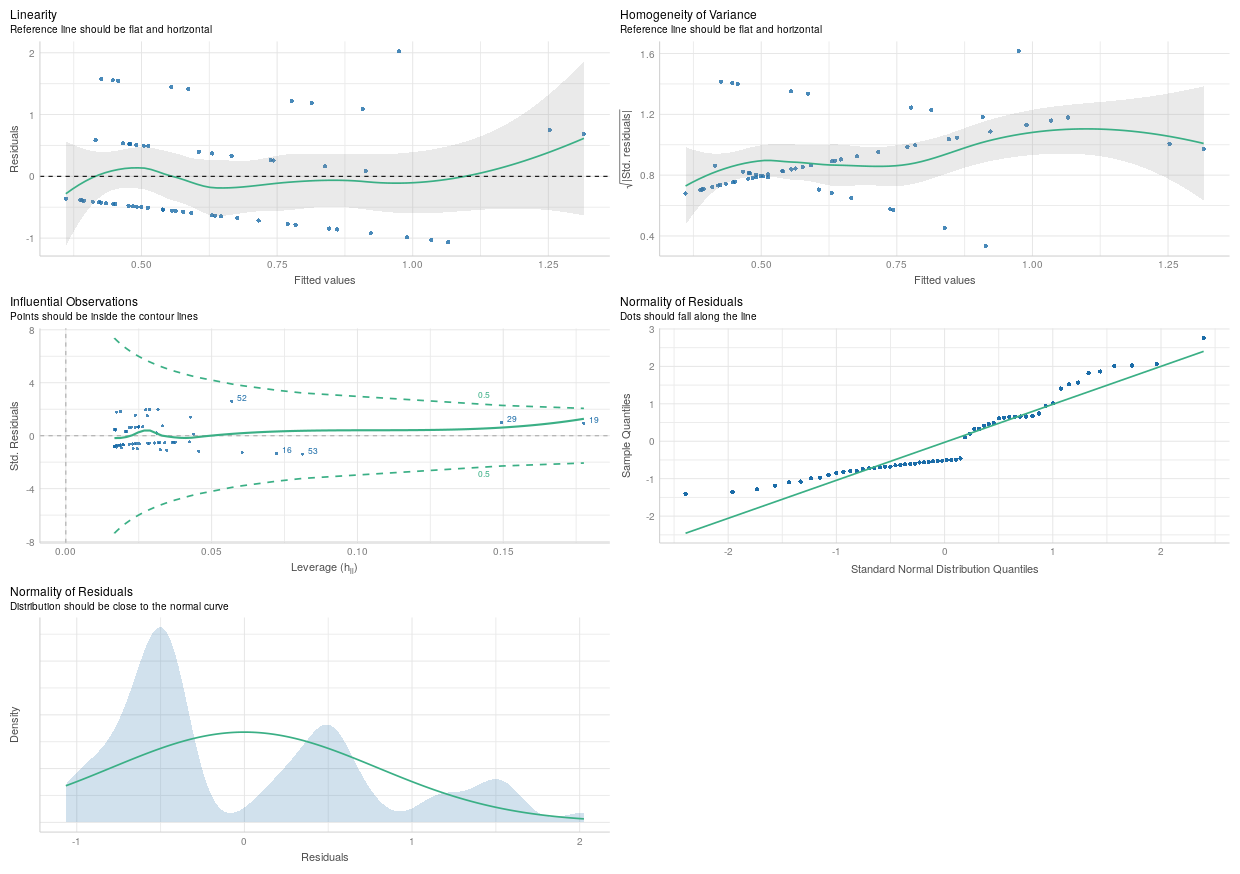 Linearity
Reference line should be flat and horizontal
2
1
0
-1
Residuals
0.50
0.75
1.00
1.25
Fitted values
Homogeneity of Variance
Reference line should be flat and horizontal
1.6
1.2
0.8
0.4
√|Std. residuals|
0.50
0.75
1.00
1.25
Fitted values
Influential Observations
Points should be inside the contour lines
8
4
0
-4
-8
Std. Residuals
0.5
52
29
19
16
53
0.5
0.00
0.05
0.10
0.15
Leverage (hii)
Normality of Residuals
Dots should fall along the line
3
2
1
0
-1
-2
Sample Quantiles
-2
-1
0
1
2
Standard Normal Distribution Quantiles
Normality of Residuals
Distribution should be close to the normal curve
Density
-1
0
1
2
Residuals